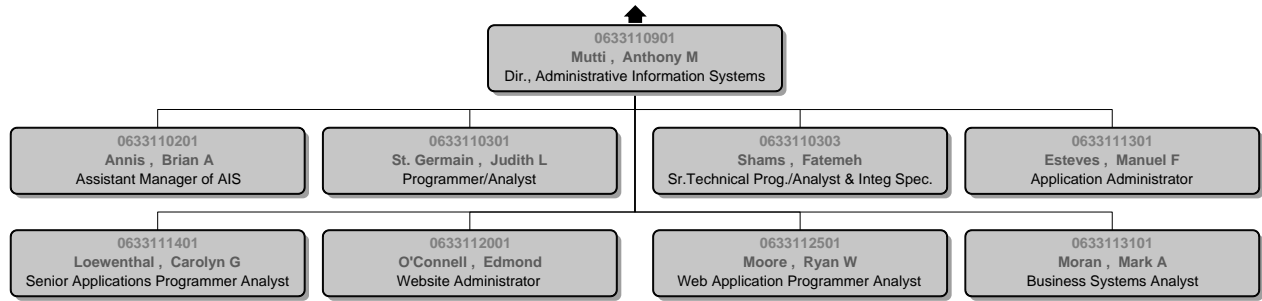 0633110901
Mutti , Anthony M
Dir., Administrative Information Systems
0633110201
Annis , Brian A
Assistant Manager of AIS
0633110301
St. Germain , Judith L
Programmer/Analyst
0633110303
Shams , Fatemeh
Sr.Technical Prog./Analyst & Integ Spec.
0633111301
Esteves , Manuel F
Application Administrator
0633111401
Loewenthal , Carolyn G
Senior Applications Programmer Analyst
0633112001
O'Connell , Edmond
Website Administrator
0633112501
Moore , Ryan W
Web Application Programmer Analyst
0633113101
Moran , Mark A
Business Systems Analyst